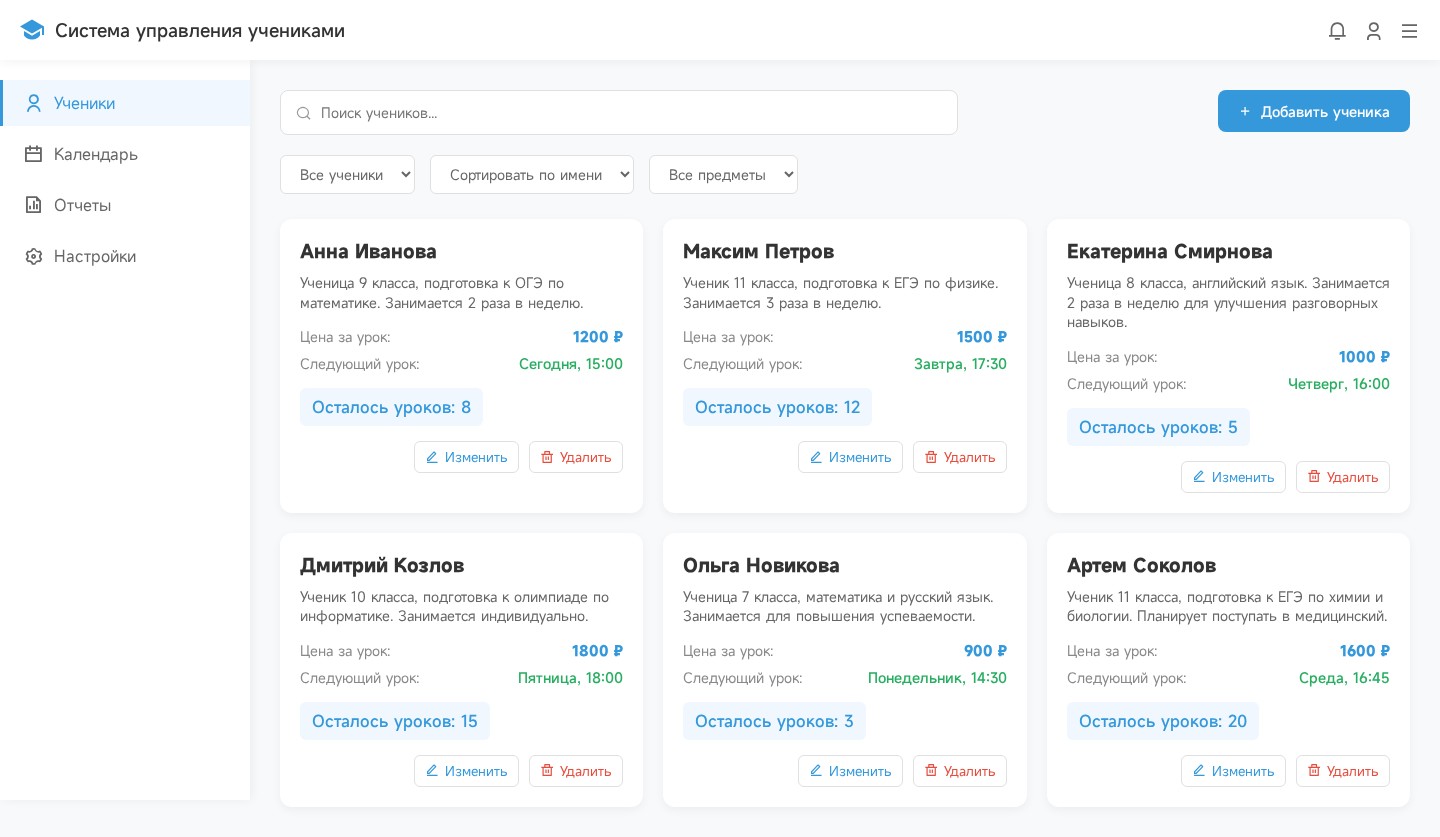 Система управления учениками
Ученики
Календарь
Отчеты
Настройки
Поиск учеников...
+ Добавить ученика
Все ученики
Сортировать по имени
Все предметы
Анна Иванова
Ученица 9 класса, подготовка к ОГЭ по
математике. Занимается 2 раза в неделю.
Цена за урок: 1200 ₽
Следующий урок: Сегодня, 15:00
Осталось уроков: 8
Изменить
Удалить
Максим Петров
Ученик 11 класса, подготовка к ЕГЭ по физике.
Занимается 3 раза в неделю.
Цена за урок: 1500 ₽
Следующий урок: Завтра, 17:30
Осталось уроков: 12
Изменить
Удалить
Екатерина Смирнова
Ученица 8 класса, английский язык. Занимается
2 раза в неделю для улучшения разговорных
навыков.
Цена за урок: 1000 ₽
Следующий урок: Четверг, 16:00
Осталось уроков: 5
Изменить
Удалить
Дмитрий Козлов
Ученик 10 класса, подготовка к олимпиаде по
информатике. Занимается индивидуально.
Цена за урок: 1800 ₽
Следующий урок: Пятница, 18:00
Осталось уроков: 15
Изменить
Удалить
Ольга Новикова
Ученица 7 класса, математика и русский язык.
Занимается для повышения успеваемости.
Цена за урок: 900 ₽
Следующий урок: Понедельник, 14:30
Осталось уроков: 3
Изменить
Удалить
Артем Соколов
Ученик 11 класса, подготовка к ЕГЭ по химии и
биологии. Планирует поступать в медицинский.
Цена за урок: 1600 ₽
Следующий урок: Среда, 16:45
Осталось уроков: 20
Изменить
Удалить